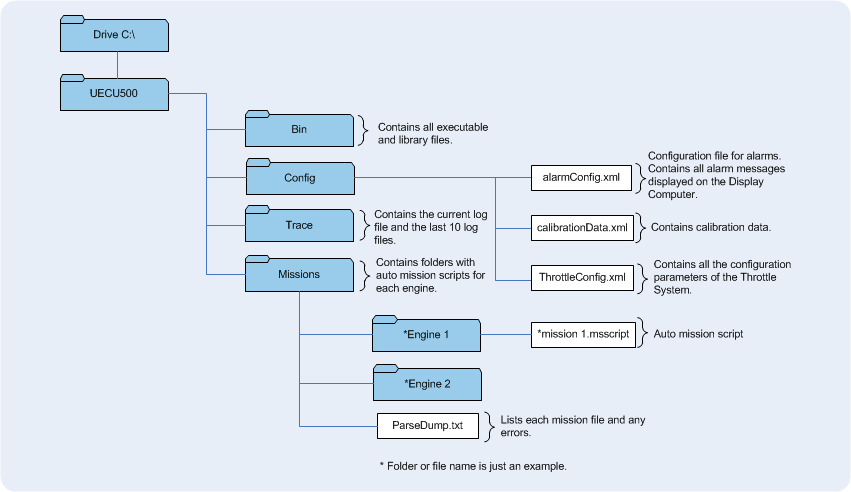 Drive C:\
UECU500
Bin
Contains all executable
and library files.
Config
alarmConfig.xml
Configuration file for alarms.
Contains all alarm messages
displayed on the Display
Computer.
Trace
Contains the current log
file and the last 10 log
files.
calibrationData.xml
Contains calibration data.
Missions
Contains folders with
auto mission scripts for
each engine.
ThrottleConfig.xml
Contains all the configuration
parameters of the Throttle
System.
*Engine 1
*mission 1.msscript
Auto mission script
*Engine 2
ParseDump.txt
Lists each mission file and any
errors.
* Folder or file name is just an example.